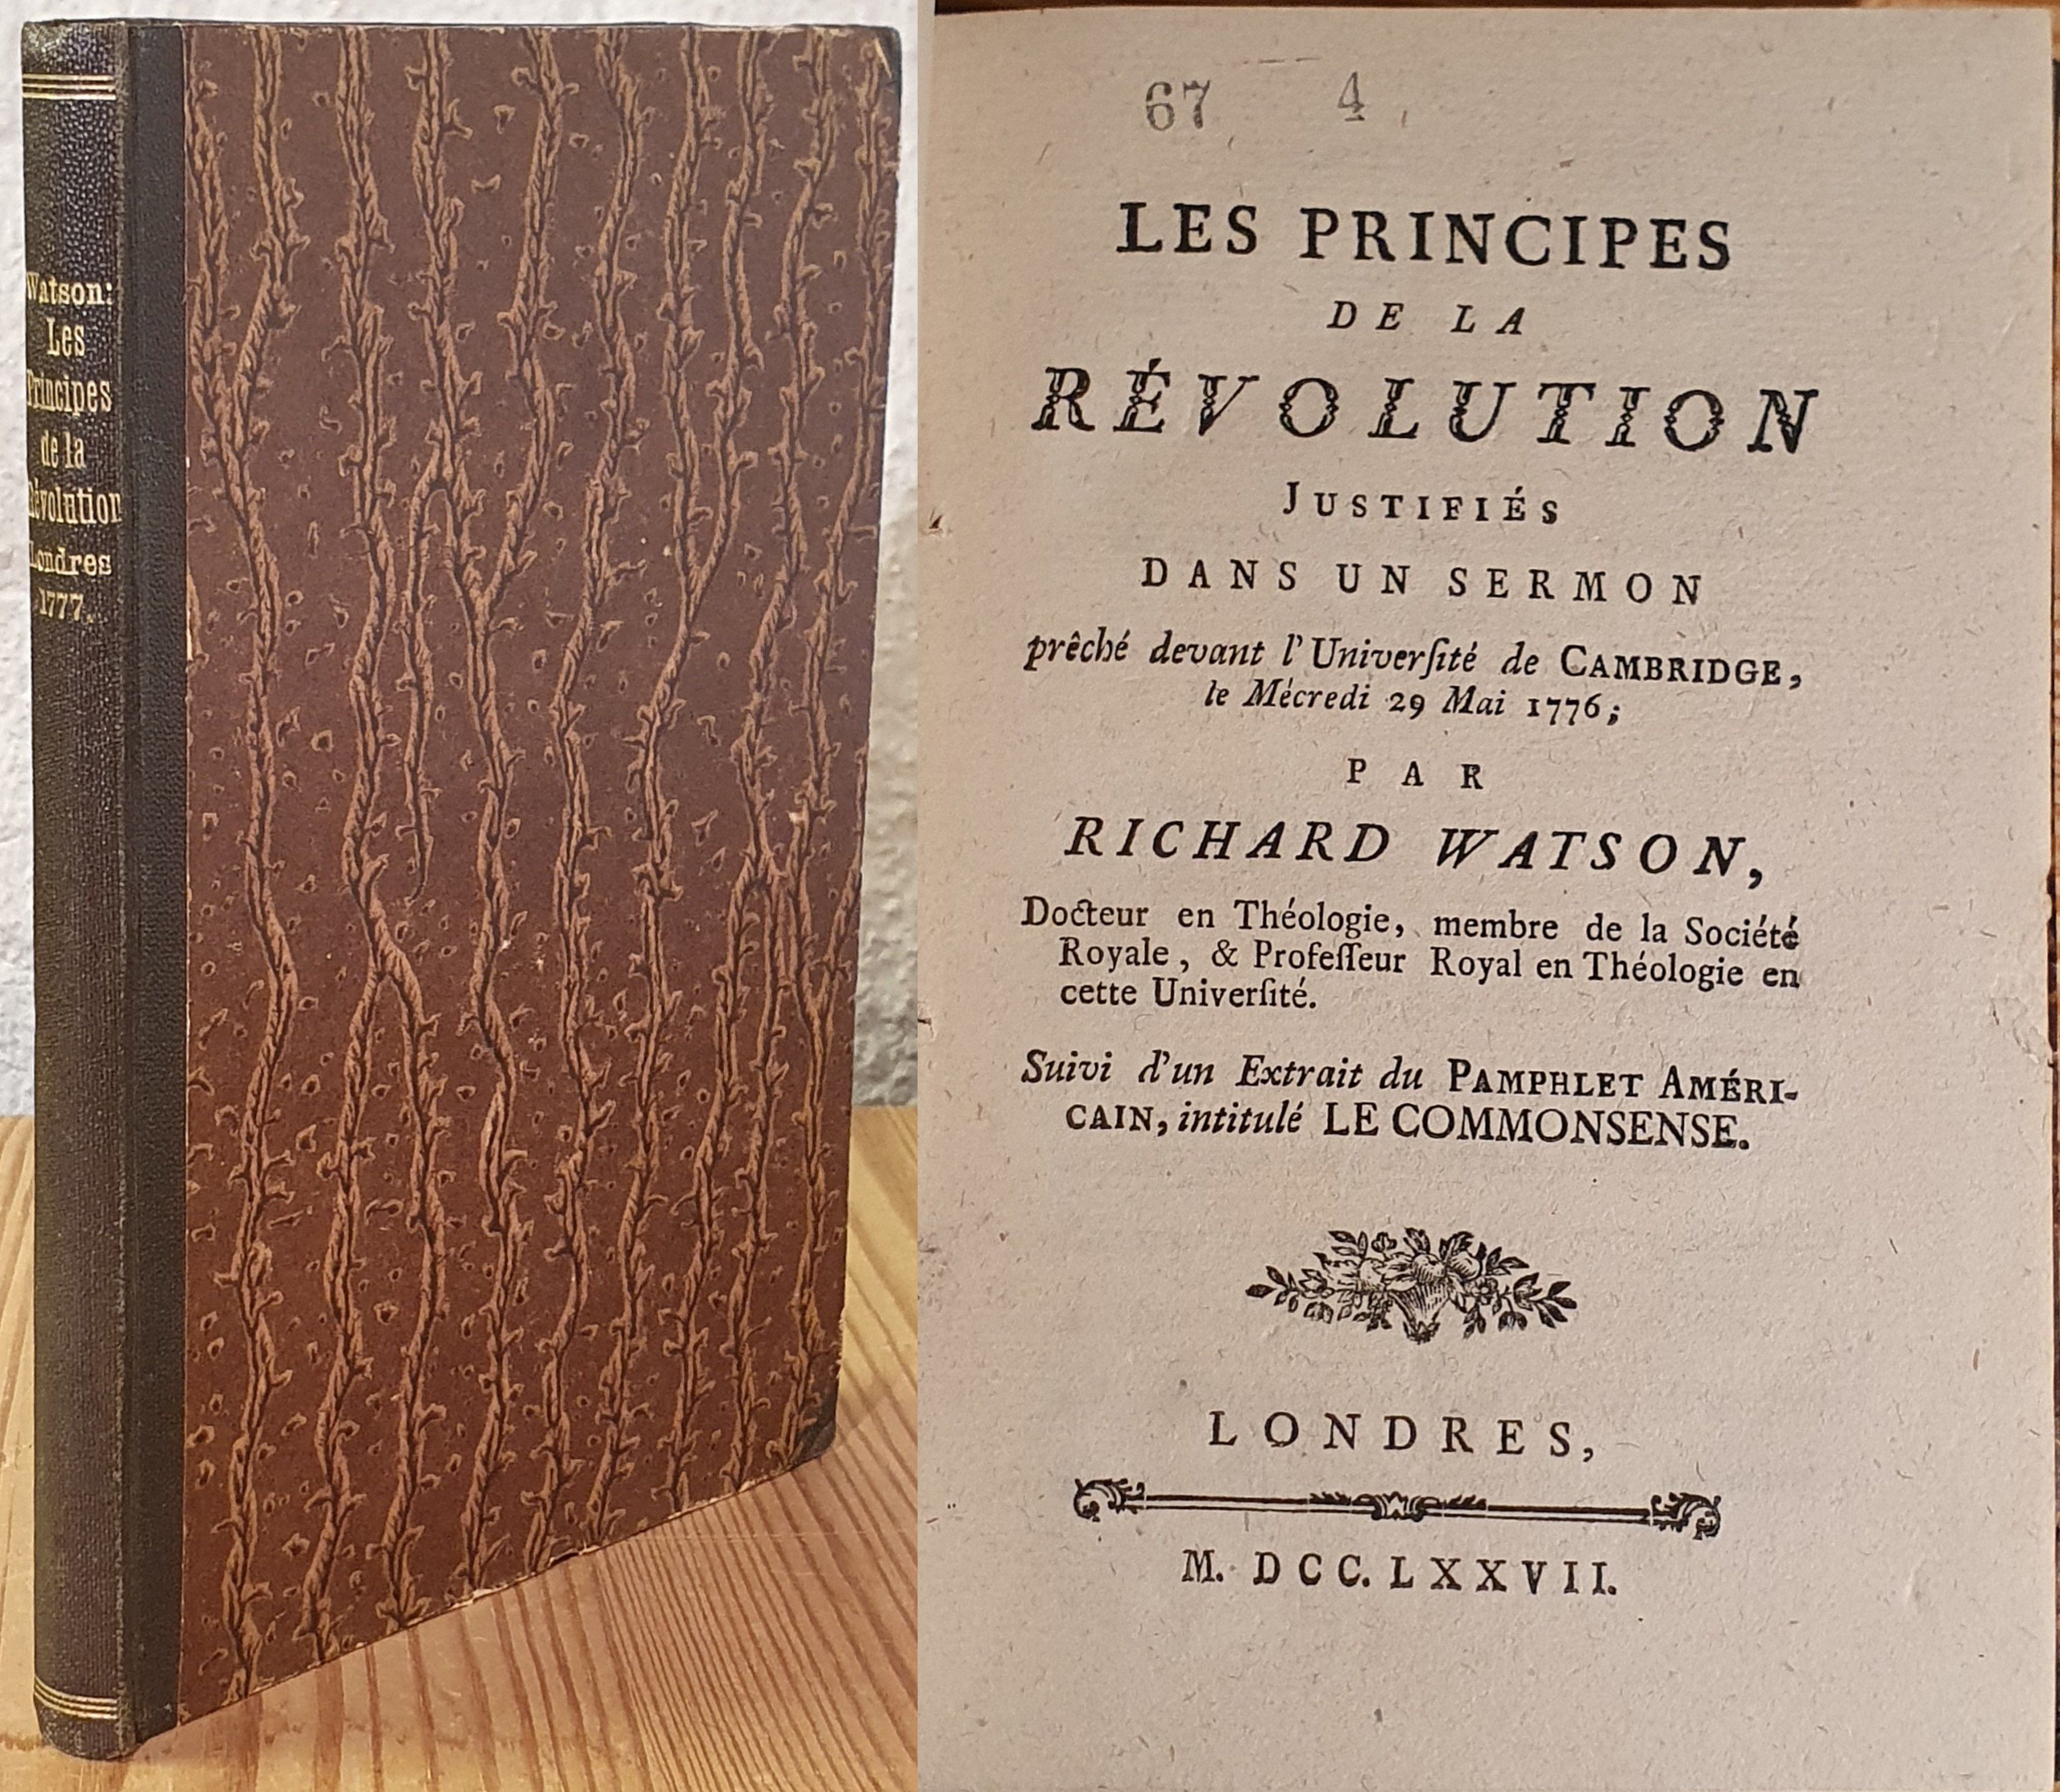 Watson:
Les
Principes
de la
Révolution
Londres
1777.
67 4
LES PRINCIPES
DE LA
RÉVOLUTION
JUSTIFIÉS
DANS UN SERMON
prêché devant l'Univerſité de CAMBRIDGE,
le Mècredi 29 Mai 1776;
PAR
RICHARD WATSON,
Docteur en Théologie, membre de la Société
Royale, & Profeſſeur Royal en Théologie en
cette Univerſité.
Suivi d'un Extrait du PAMPHLET AMÉRI-
CAIN, intitulé LE COMMONSENSE.
LONDRES,
M. DCC. LXXVII.